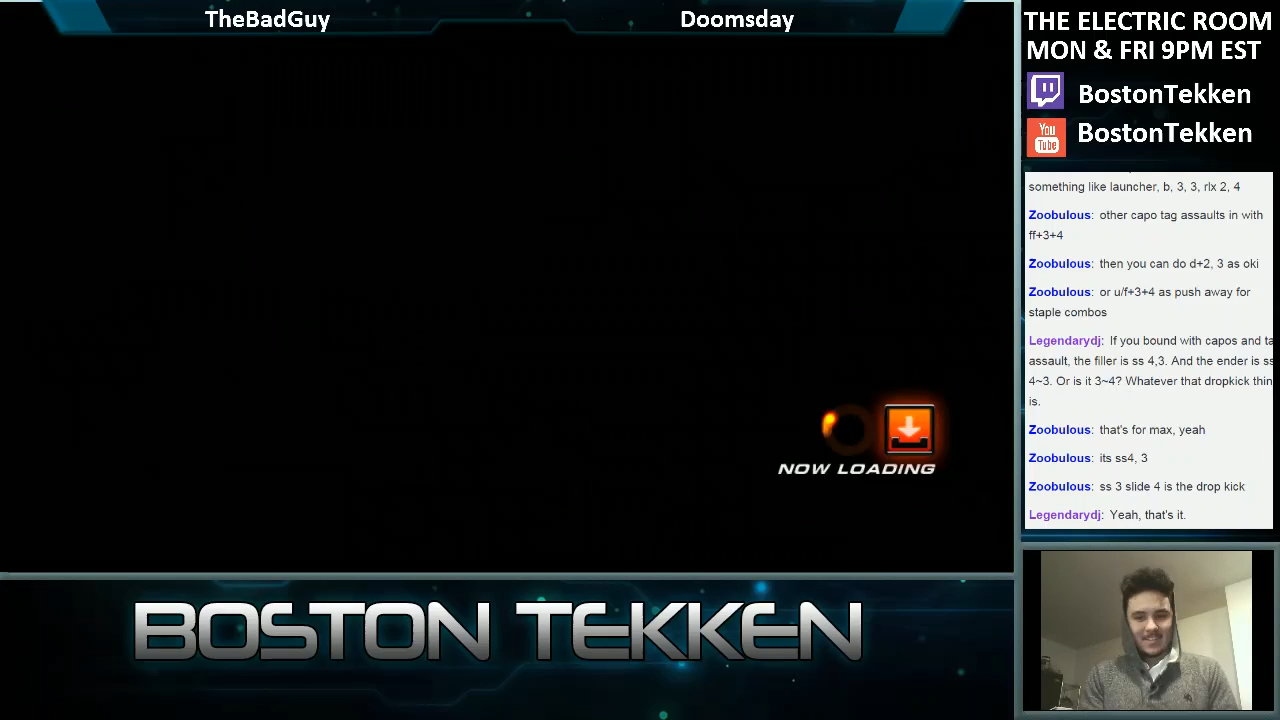 TheBadGuy
Doomsday
THE ELECTRIC ROOM
MON & FRI 9PM EST
BostonTekken
You
Tube
BostonTekken
something like launcher, b, 3, 3, rlx 2, 4
Zoobulous: other capo tag assaults in with
ff+3+4
Zoobulous: then you can do d+2, 3 as oki
Zoobulous: or u/f+3+4 as push away for
staple combos
Legendarydj: If you bound with capos and ta
assault, the filler is ss 4,3. And the ender is ss
4~3. Or is it 3~4? Whatever that dropkick thin
is.
Zoobulous: that's for max, yeah
Zoobulous: its ss4, 3
Zoobulous: ss 3 slide 4 is the drop kick
Legendarydj: Yeah, that's it.
NOW LOADING
BOSTON TEKKEN